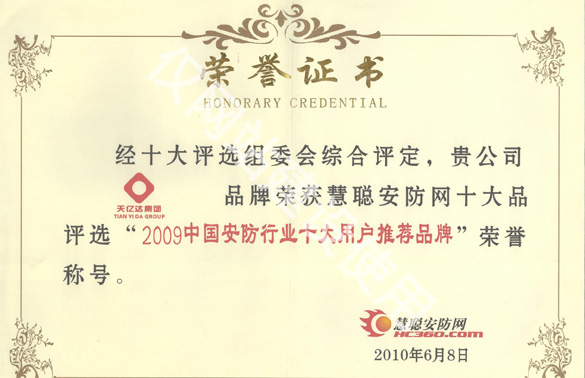 荣誉证书
HONORARY CREDENTIAL
经十大评选组委会综合评定，贵公司
天亿达集团
TIAN YI DA GROUP
品牌荣获慧聪安防网十大品
评选“2009中国安防行业十大用户推荐品牌”荣誉
称号。
慧聪安防网
HC360.COM
2010年6月8日
仅网站建设使用